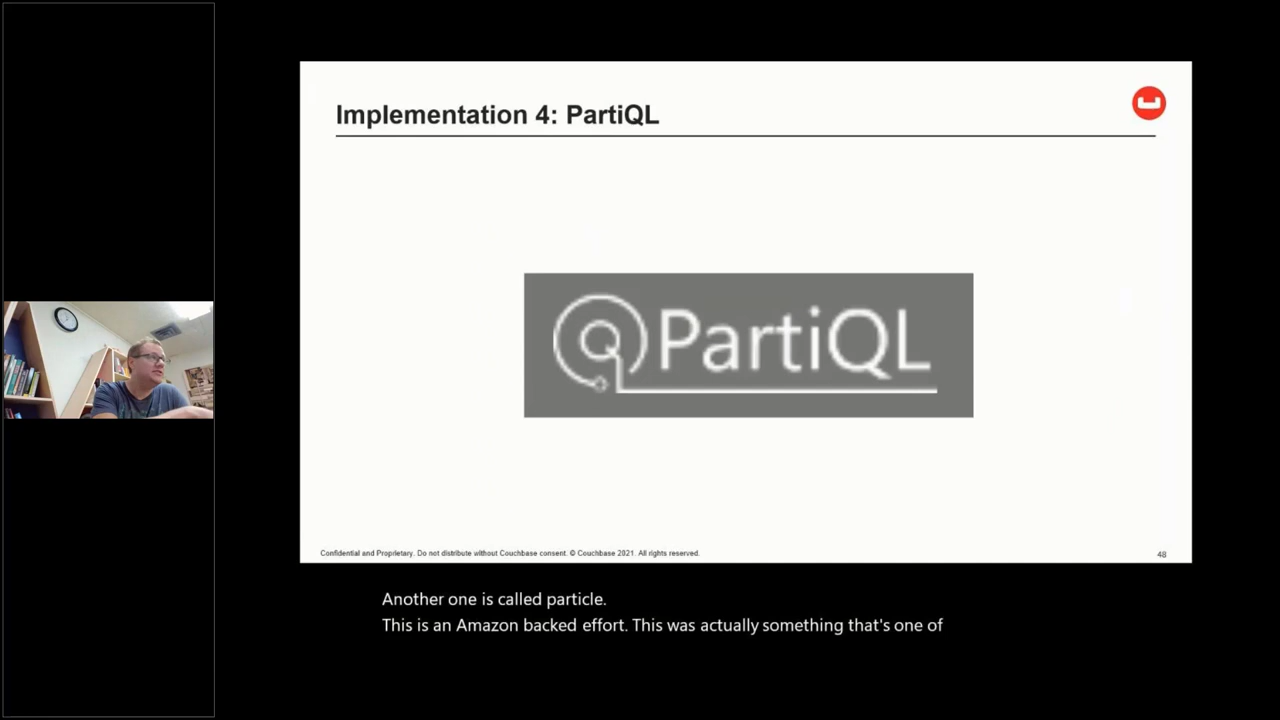 Implementation 4: PartiQL
PartiQL
Confidential and Proprietary. Do not distribute without Couchbase consent. © Couchbase 2021. All rights reserved.
48
Another one is called particle.
This is an Amazon backed effort. This was actually something that's one of